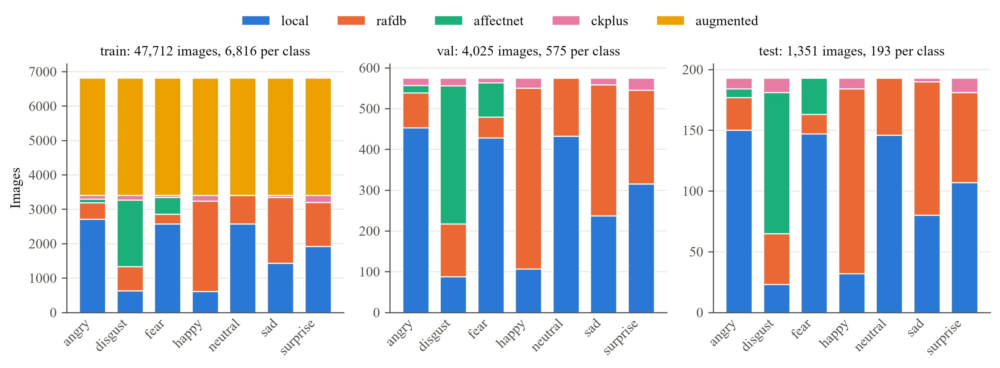 local rafdb affectnet ckplus augmented
train: 47,712 images, 6,816 per class
val: 4,025 images, 575 per class
test: 1,351 images, 193 per class
Images
7000
6000
5000
4000
3000
2000
1000
0
angry disgust fear happy neutral sad surprise
600
500
400
300
200
100
0
angry disgust fear happy neutral sad surprise
200
150
100
50
0
angry disgust fear happy neutral sad surprise